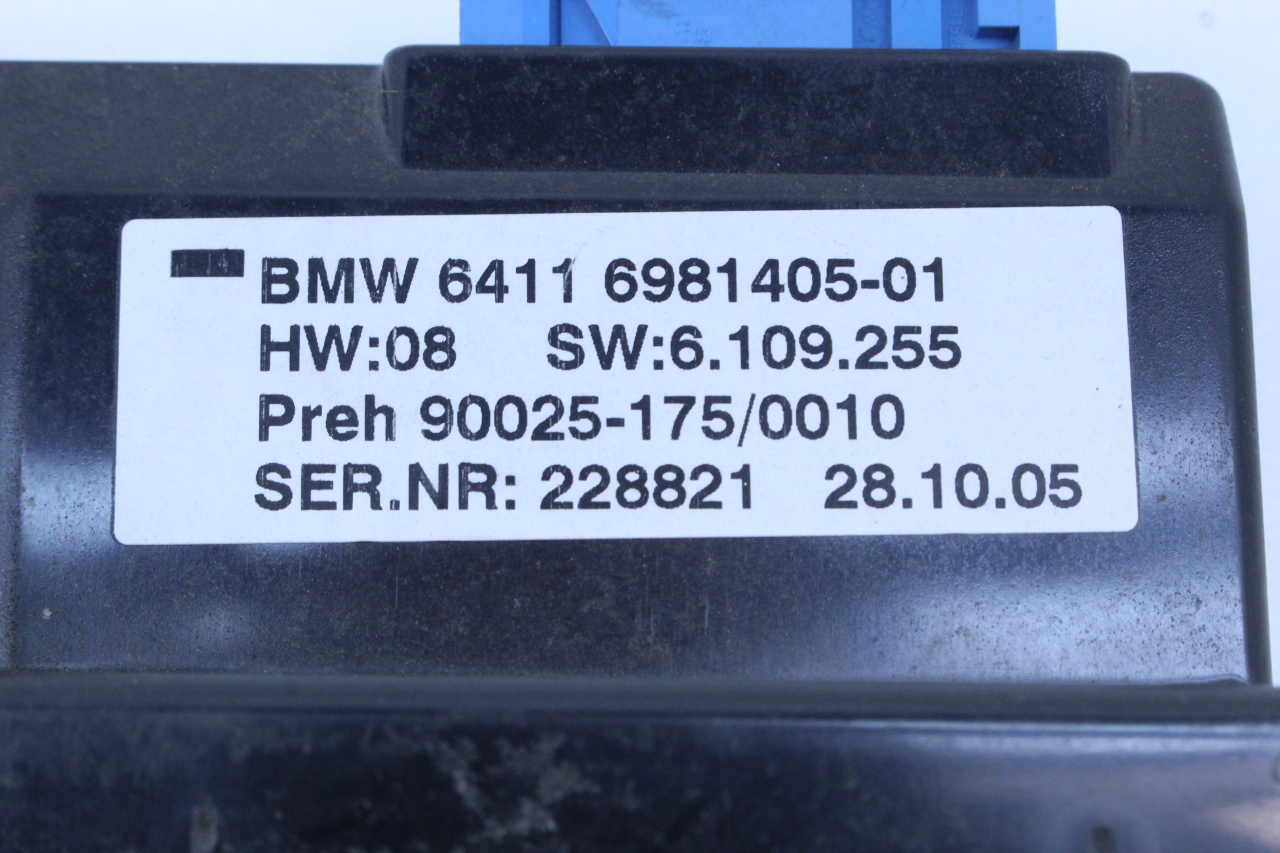 BMW 6411 6981405-01
HW:08 SW:6.109.255
Preh 90025-175/0010
SER.NR: 228821 28.10.05